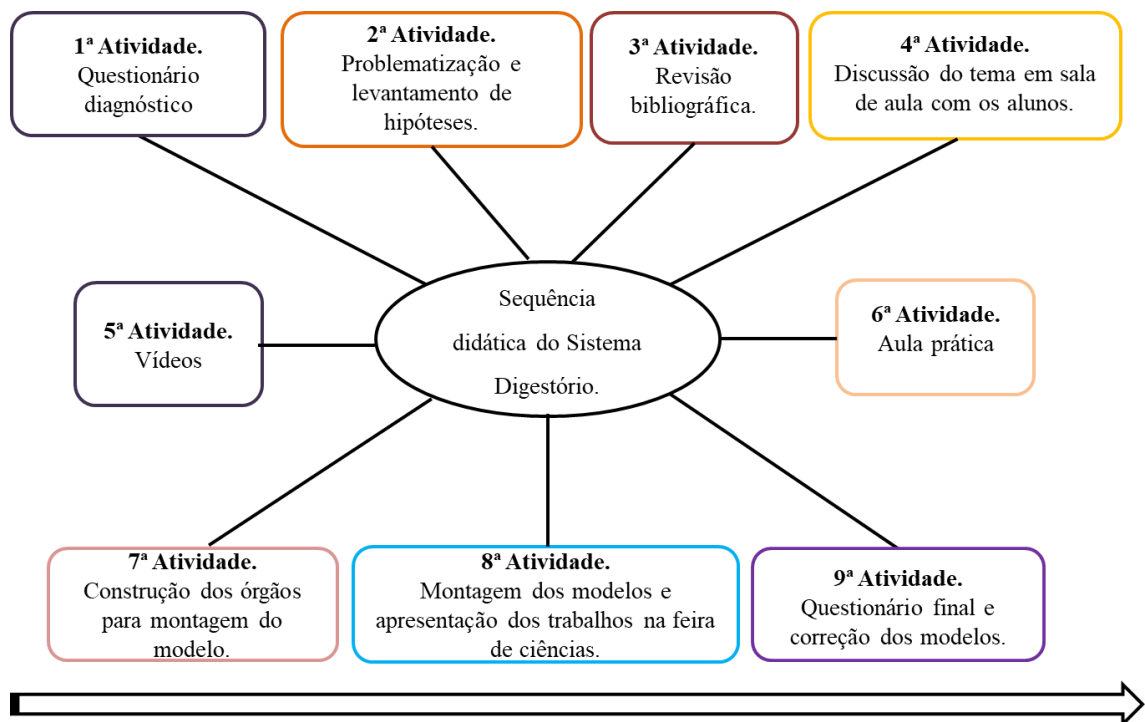 1ª Atividade.
Questionário
diagnóstico
2ª Atividade.
Problematização e
levantamento de
hipóteses.
3ª Atividade.
Revisão
bibliográfica.
4ª Atividade.
Discussão do tema em sala
de aula com os alunos.
5ª Atividade.
Vídeos
Sequência
didática do Sistema
Digestório.
6ª Atividade.
Aula prática
7ª Atividade.
Construção dos órgãos
para montagem do
modelo.
8ª Atividade.
Montagem dos modelos e
apresentação dos trabalhos na feira
de ciências.
9ª Atividade.
Questionário final e
correção dos modelos.